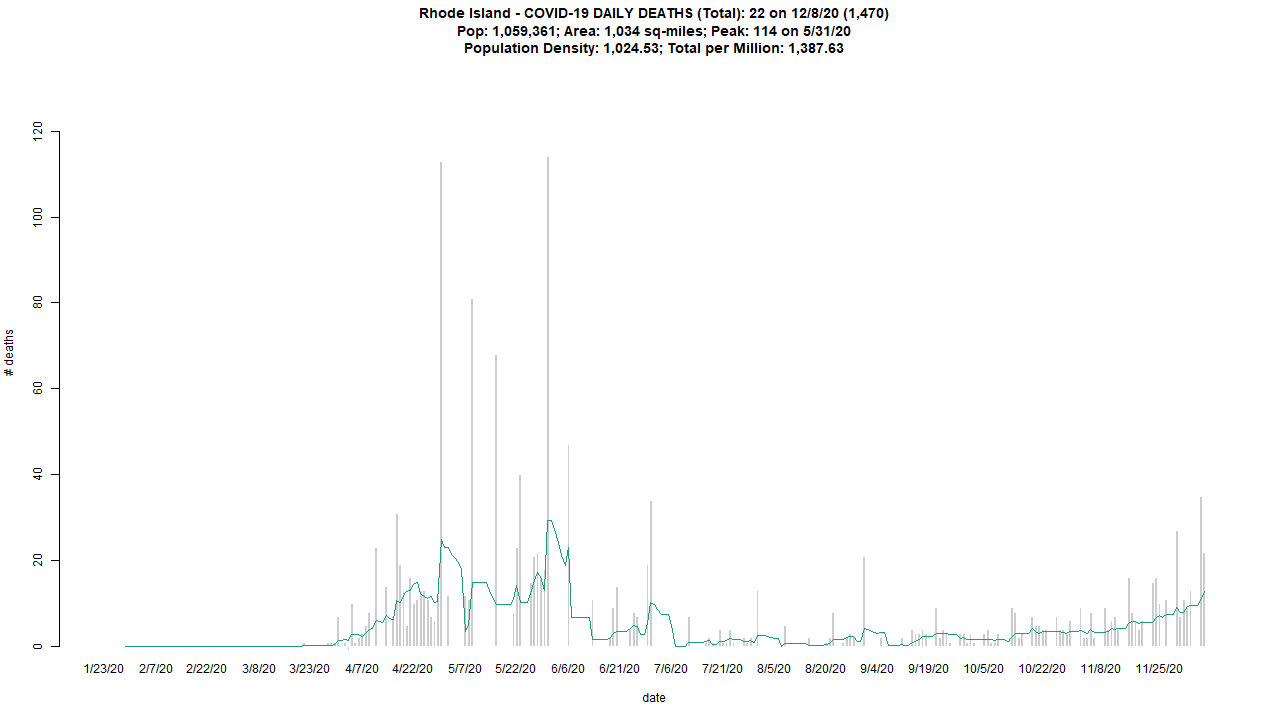 Rhode Island - COVID-19 DAILY DEATHS (Total): 22 on 12/8/20 (1,470)
Pop: 1,059,361; Area: 1,034 sq-miles; Peak: 114 on 5/31/20
Population Density: 1,024.53; Total per Million: 1,387.63
120
100
80
60
40
20
0
# deaths
1/23/20 2/7/20 2/22/20 3/8/20 3/23/20 4/7/20 4/22/20 5/7/20 5/22/20 6/6/20 6/21/20 7/6/20 7/21/20 8/5/20 8/20/20 9/4/20 9/19/20 10/5/20 10/22/20 11/8/20 11/25/20
date